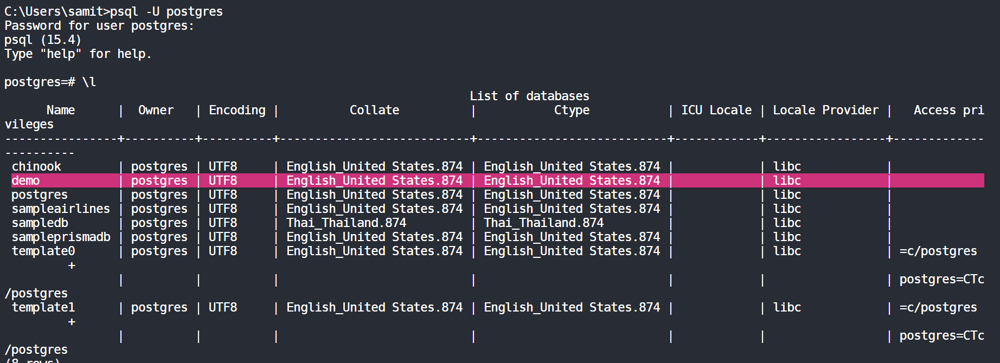 C:\Users\samit>psql -U postgres
Password for user postgres:
psql (15.4)
Type "help" for help.

postgres=# \l
                                                                  List of databases
      Name      |  Owner   | Encoding |          Collate          |           Ctype           | ICU Locale | Locale Provider |   Access pri
vileges
----------------+----------+----------+---------------------------+---------------------------+------------+-----------------+-------------
----------
 chinook        | postgres | UTF8     | English_United States.874 | English_United States.874 |            | libc            |
 demo           | postgres | UTF8     | English_United States.874 | English_United States.874 |            | libc            |
 postgres       | postgres | UTF8     | English_United States.874 | English_United States.874 |            | libc            |
 sampleairlines | postgres | UTF8     | English_United States.874 | English_United States.874 |            | libc            |
 sampledb       | postgres | UTF8     | Thai_Thailand.874         | Thai_Thailand.874         |            | libc            |
 sampleprismadb | postgres | UTF8     | English_United States.874 | English_United States.874 |            | libc            |
 template0      | postgres | UTF8     | English_United States.874 | English_United States.874 |            | libc            | =c/postgres
         +
                |          |          |                           |                           |            |                 | postgres=CTc
/postgres
 template1      | postgres | UTF8     | English_United States.874 | English_United States.874 |            | libc            | =c/postgres
         +
                |          |          |                           |                           |            |                 | postgres=CTc
/postgres
(8 rows)